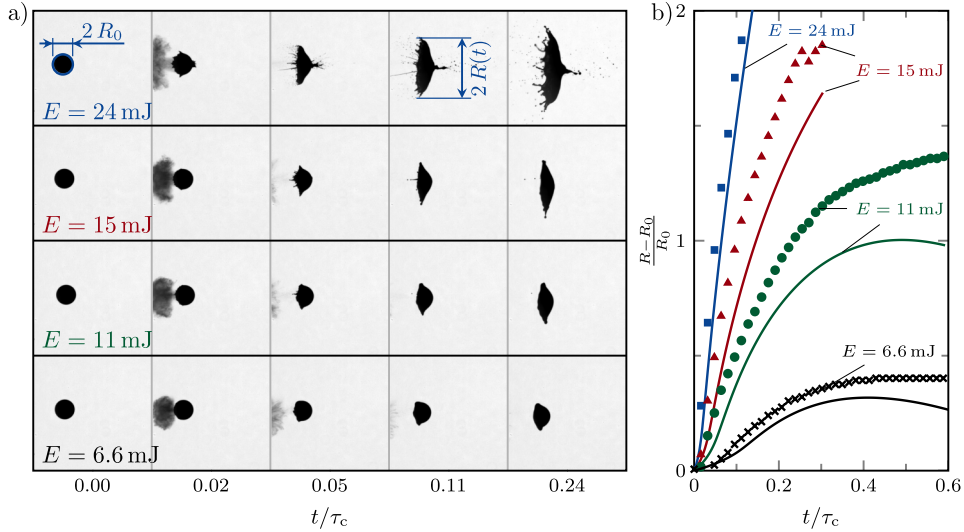 a)
2 R₀
E = 24 mJ
2 R(t)
E = 15 mJ
E = 11 mJ
E = 6.6 mJ
0.00 0.02 0.05 0.11 0.24
t/τc
b)
2
1
0
(R−R₀)/R₀
E = 24 mJ
E = 15 mJ
E = 11 mJ
E = 6.6 mJ
0 0.2 0.4 0.6
t/τc